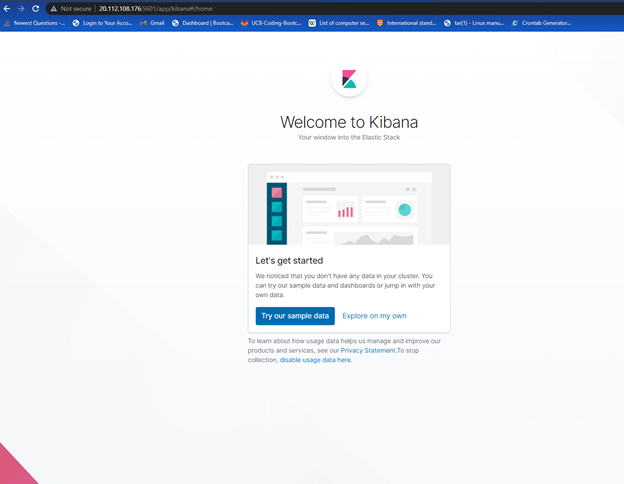 Not secure | 20.112.108.176:5601/app/kibana#/home
Newest Questions -... Login to Your Acco... Gmail Dashboard | Bootca... UCB-Coding-Bootc... List of computer se... International stand... tar(1) - Linux manu... Crontab Generator...
Welcome to Kibana
Your window into the Elastic Stack
Let's get started
We noticed that you don't have any data in your cluster. You
can try our sample data and dashboards or jump in with your
own data.
Try our sample data Explore on my own
To learn about how usage data helps us manage and improve our
products and services, see our Privacy Statement.To stop
collection, disable usage data here.